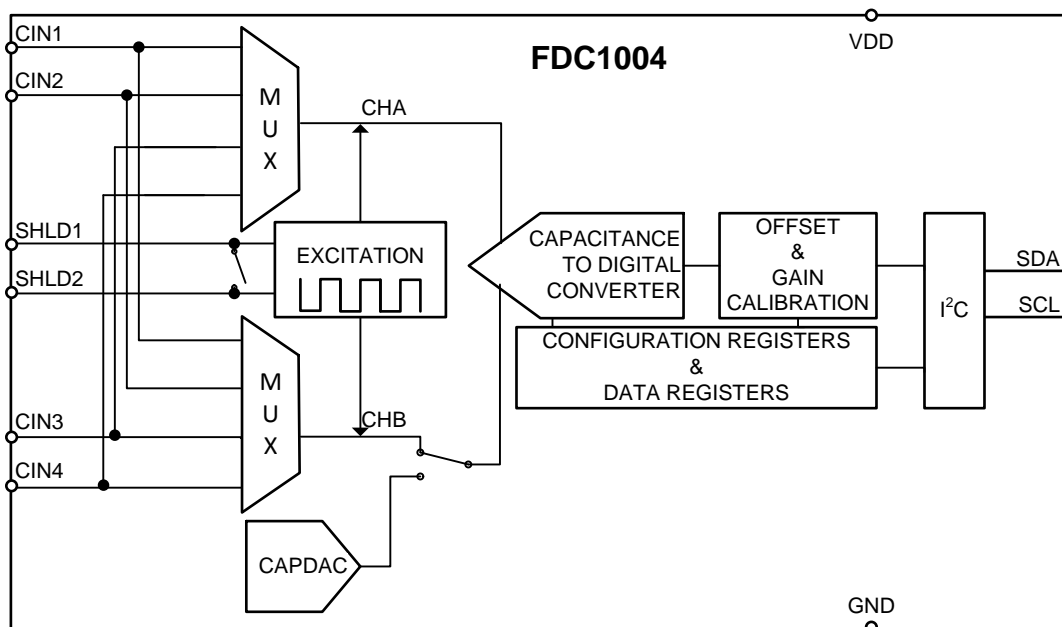 CIN1
FDC1004
VDD
CIN2
M
U
X
CHA
SHLD1
EXCITATION
CAPACITANCE
TO DIGITAL
CONVERTER
OFFSET
&
GAIN
CALIBRATION
SDA
SHLD2
I²C
SCL
CONFIGURATION REGISTERS
&
DATA REGISTERS
M
U
X
CHB
CIN3
CIN4
CAPDAC
GND